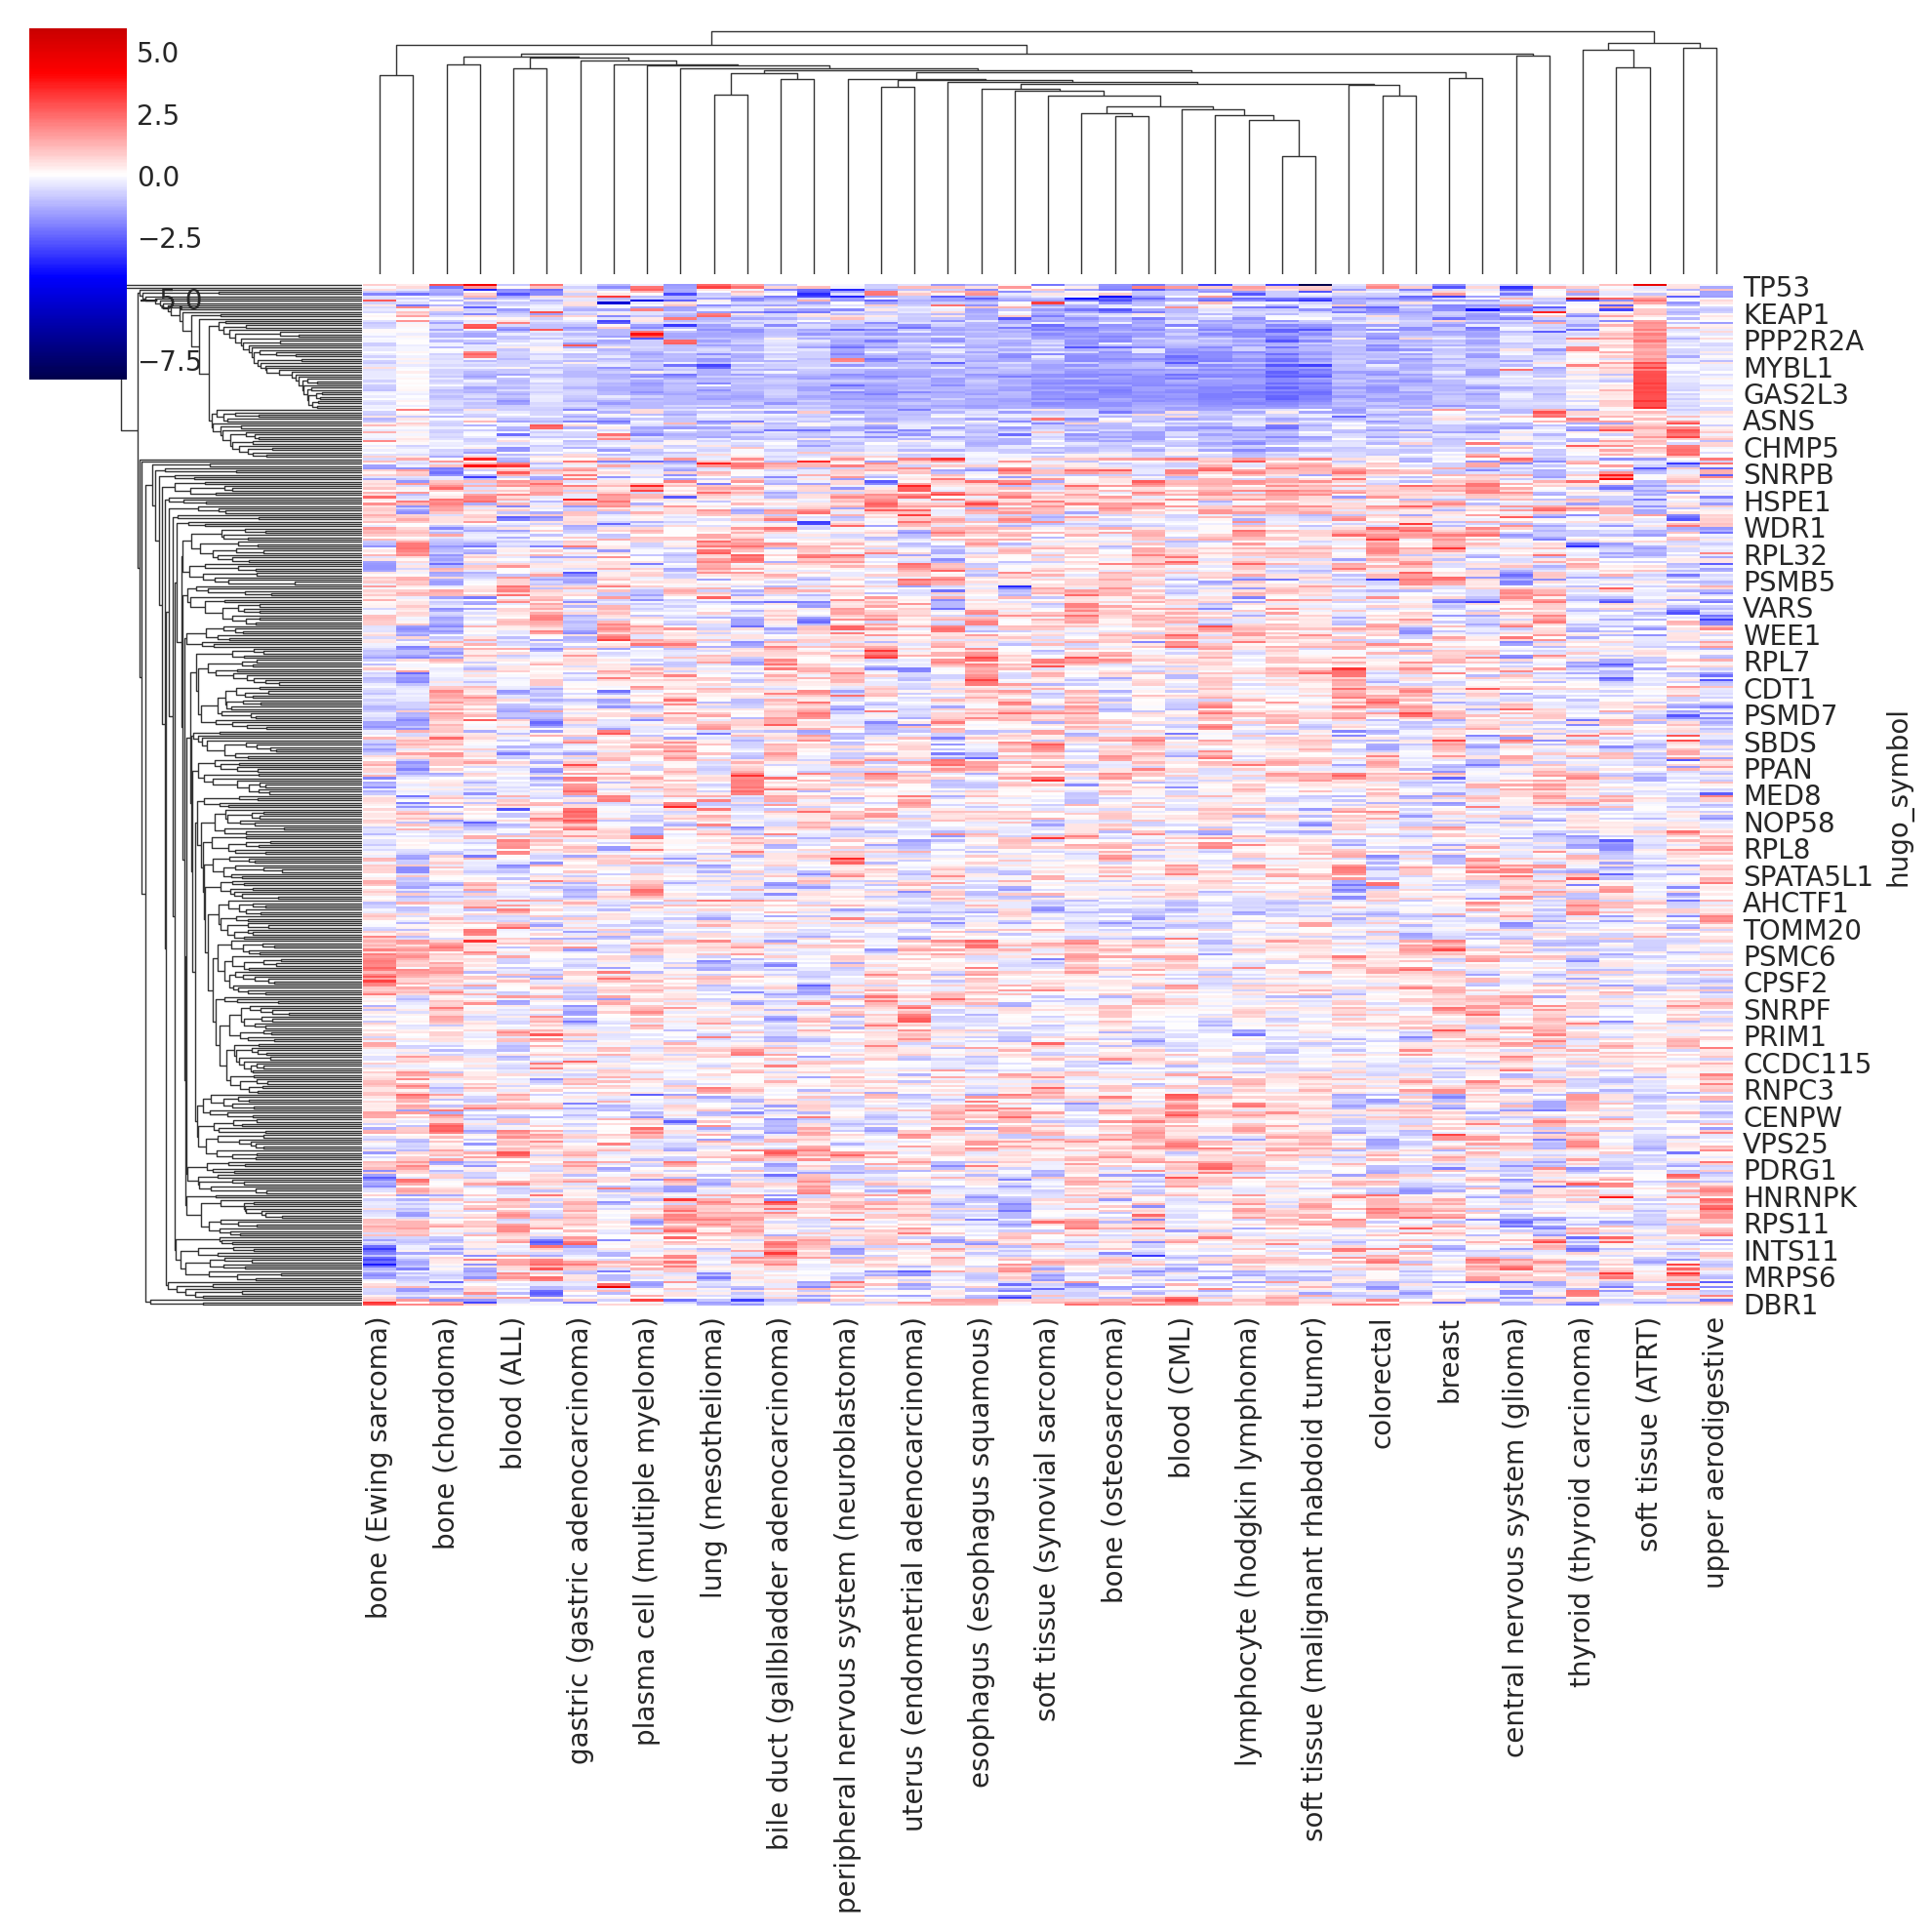 5.0
2.5
0.0
−2.5
−5.0
−7.5
TP53
KEAP1
PPP2R2A
MYBL1
GAS2L3
ASNS
CHMP5
SNRPB
HSPE1
WDR1
RPL32
PSMB5
VARS
WEE1
RPL7
CDT1
PSMD7
SBDS
PPAN
MED8
NOP58
RPL8
SPATA5L1
AHCTF1
TOMM20
PSMC6
CPSF2
SNRPF
PRIM1
CCDC115
RNPC3
CENPW
VPS25
PDRG1
HNRNPK
RPS11
INTS11
MRPS6
DBR1
hugo_symbol
bone (Ewing sarcoma)
bone (chordoma)
blood (ALL)
gastric (gastric adenocarcinoma)
plasma cell (multiple myeloma)
lung (mesothelioma)
bile duct (gallbladder adenocarcinoma)
peripheral nervous system (neuroblastoma)
uterus (endometrial adenocarcinoma)
esophagus (esophagus squamous)
soft tissue (synovial sarcoma)
bone (osteosarcoma)
blood (CML)
lymphocyte (hodgkin lymphoma)
soft tissue (malignant rhabdoid tumor)
colorectal
breast
central nervous system (glioma)
thyroid (thyroid carcinoma)
soft tissue (ATRT)
upper aerodigestive